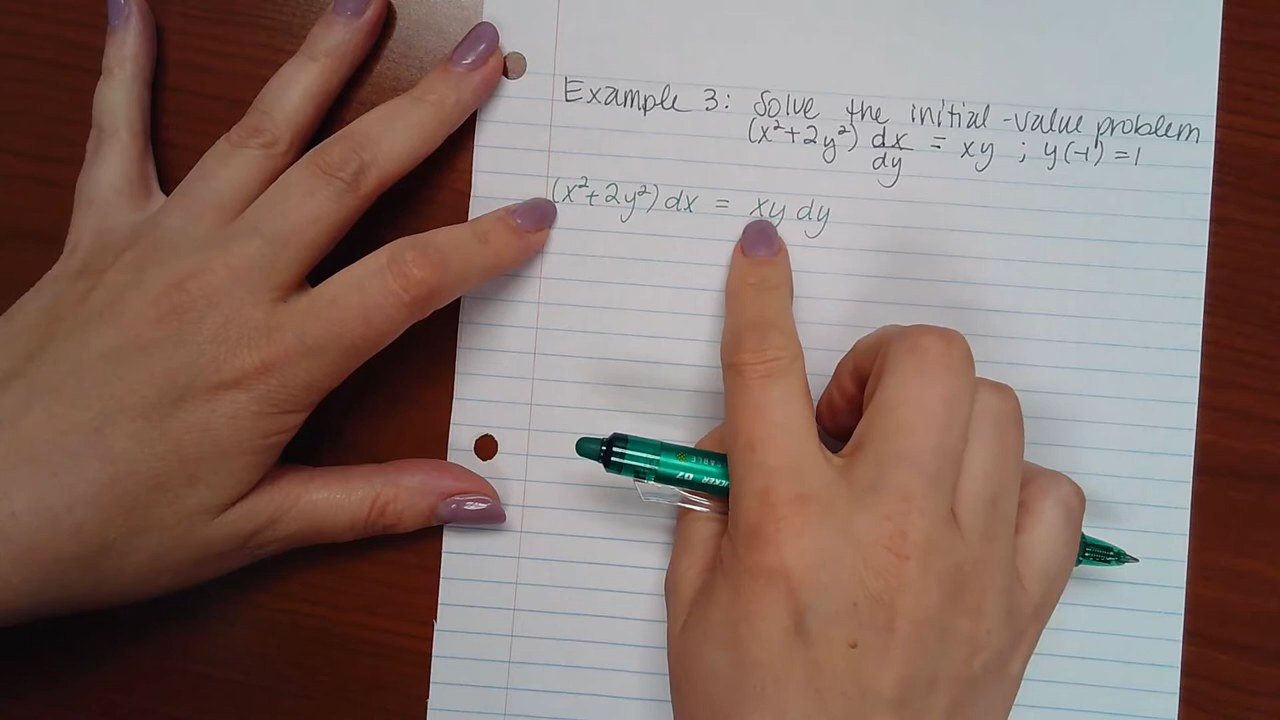 Example 3: Solve the initial-value problem
(x²+2y²) dx/dy = xy ; y(-1) = 1
(x²+2y²) dx = xy dy